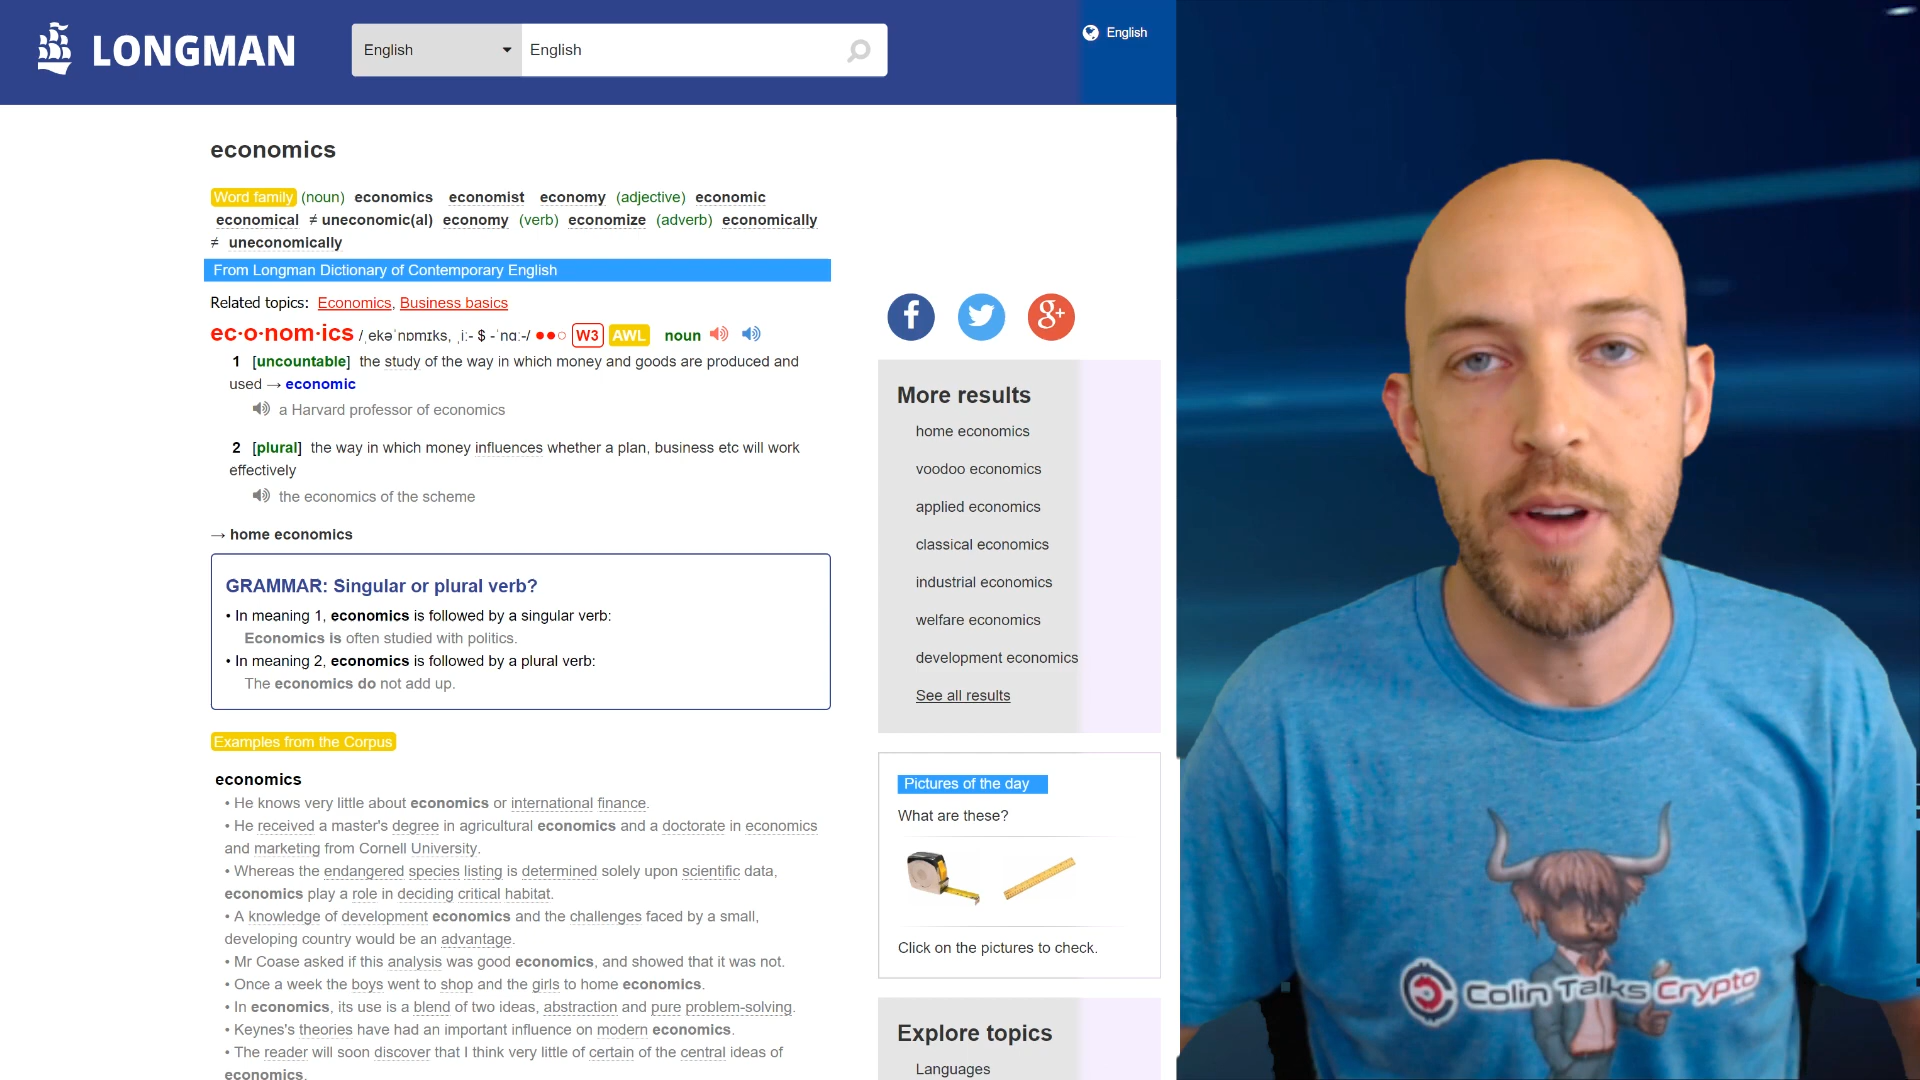 LONGMAN
English
English
English
economics
Word family (noun) economics economist economy (adjective) economic
economical ≠ uneconomic(al) economy (verb) economize (adverb) economically
≠ uneconomically
From Longman Dictionary of Contemporary English
Related topics: Economics, Business basics
ec·o·nom·ics /ˌekəˈnɒmɪks, ˌiː- $ -ˈnɑː-/ ●●○ W3 AWL noun
1 [uncountable] the study of the way in which money and goods are produced and
used → economic
a Harvard professor of economics
2 [plural] the way in which money influences whether a plan, business etc will work
effectively
the economics of the scheme
→ home economics
GRAMMAR: Singular or plural verb?
• In meaning 1, economics is followed by a singular verb:
Economics is often studied with politics.
• In meaning 2, economics is followed by a plural verb:
The economics do not add up.
Examples from the Corpus
economics
• He knows very little about economics or international finance.
• He received a master's degree in agricultural economics and a doctorate in economics
and marketing from Cornell University.
• Whereas the endangered species listing is determined solely upon scientific data,
economics play a role in deciding critical habitat.
• A knowledge of development economics and the challenges faced by a small,
developing country would be an advantage.
• Mr Coase asked if this analysis was good economics, and showed that it was not.
• Once a week the boys went to shop and the girls to home economics.
• In economics, its use is a blend of two ideas, abstraction and pure problem-solving.
• Keynes's theories have had an important influence on modern economics.
• The reader will soon discover that I think very little of certain of the central ideas of
economics.
f
g+
More results
home economics
voodoo economics
applied economics
classical economics
industrial economics
welfare economics
development economics
See all results
Pictures of the day
What are these?
Click on the pictures to check.
Explore topics
Languages
Colin Talks Crypto